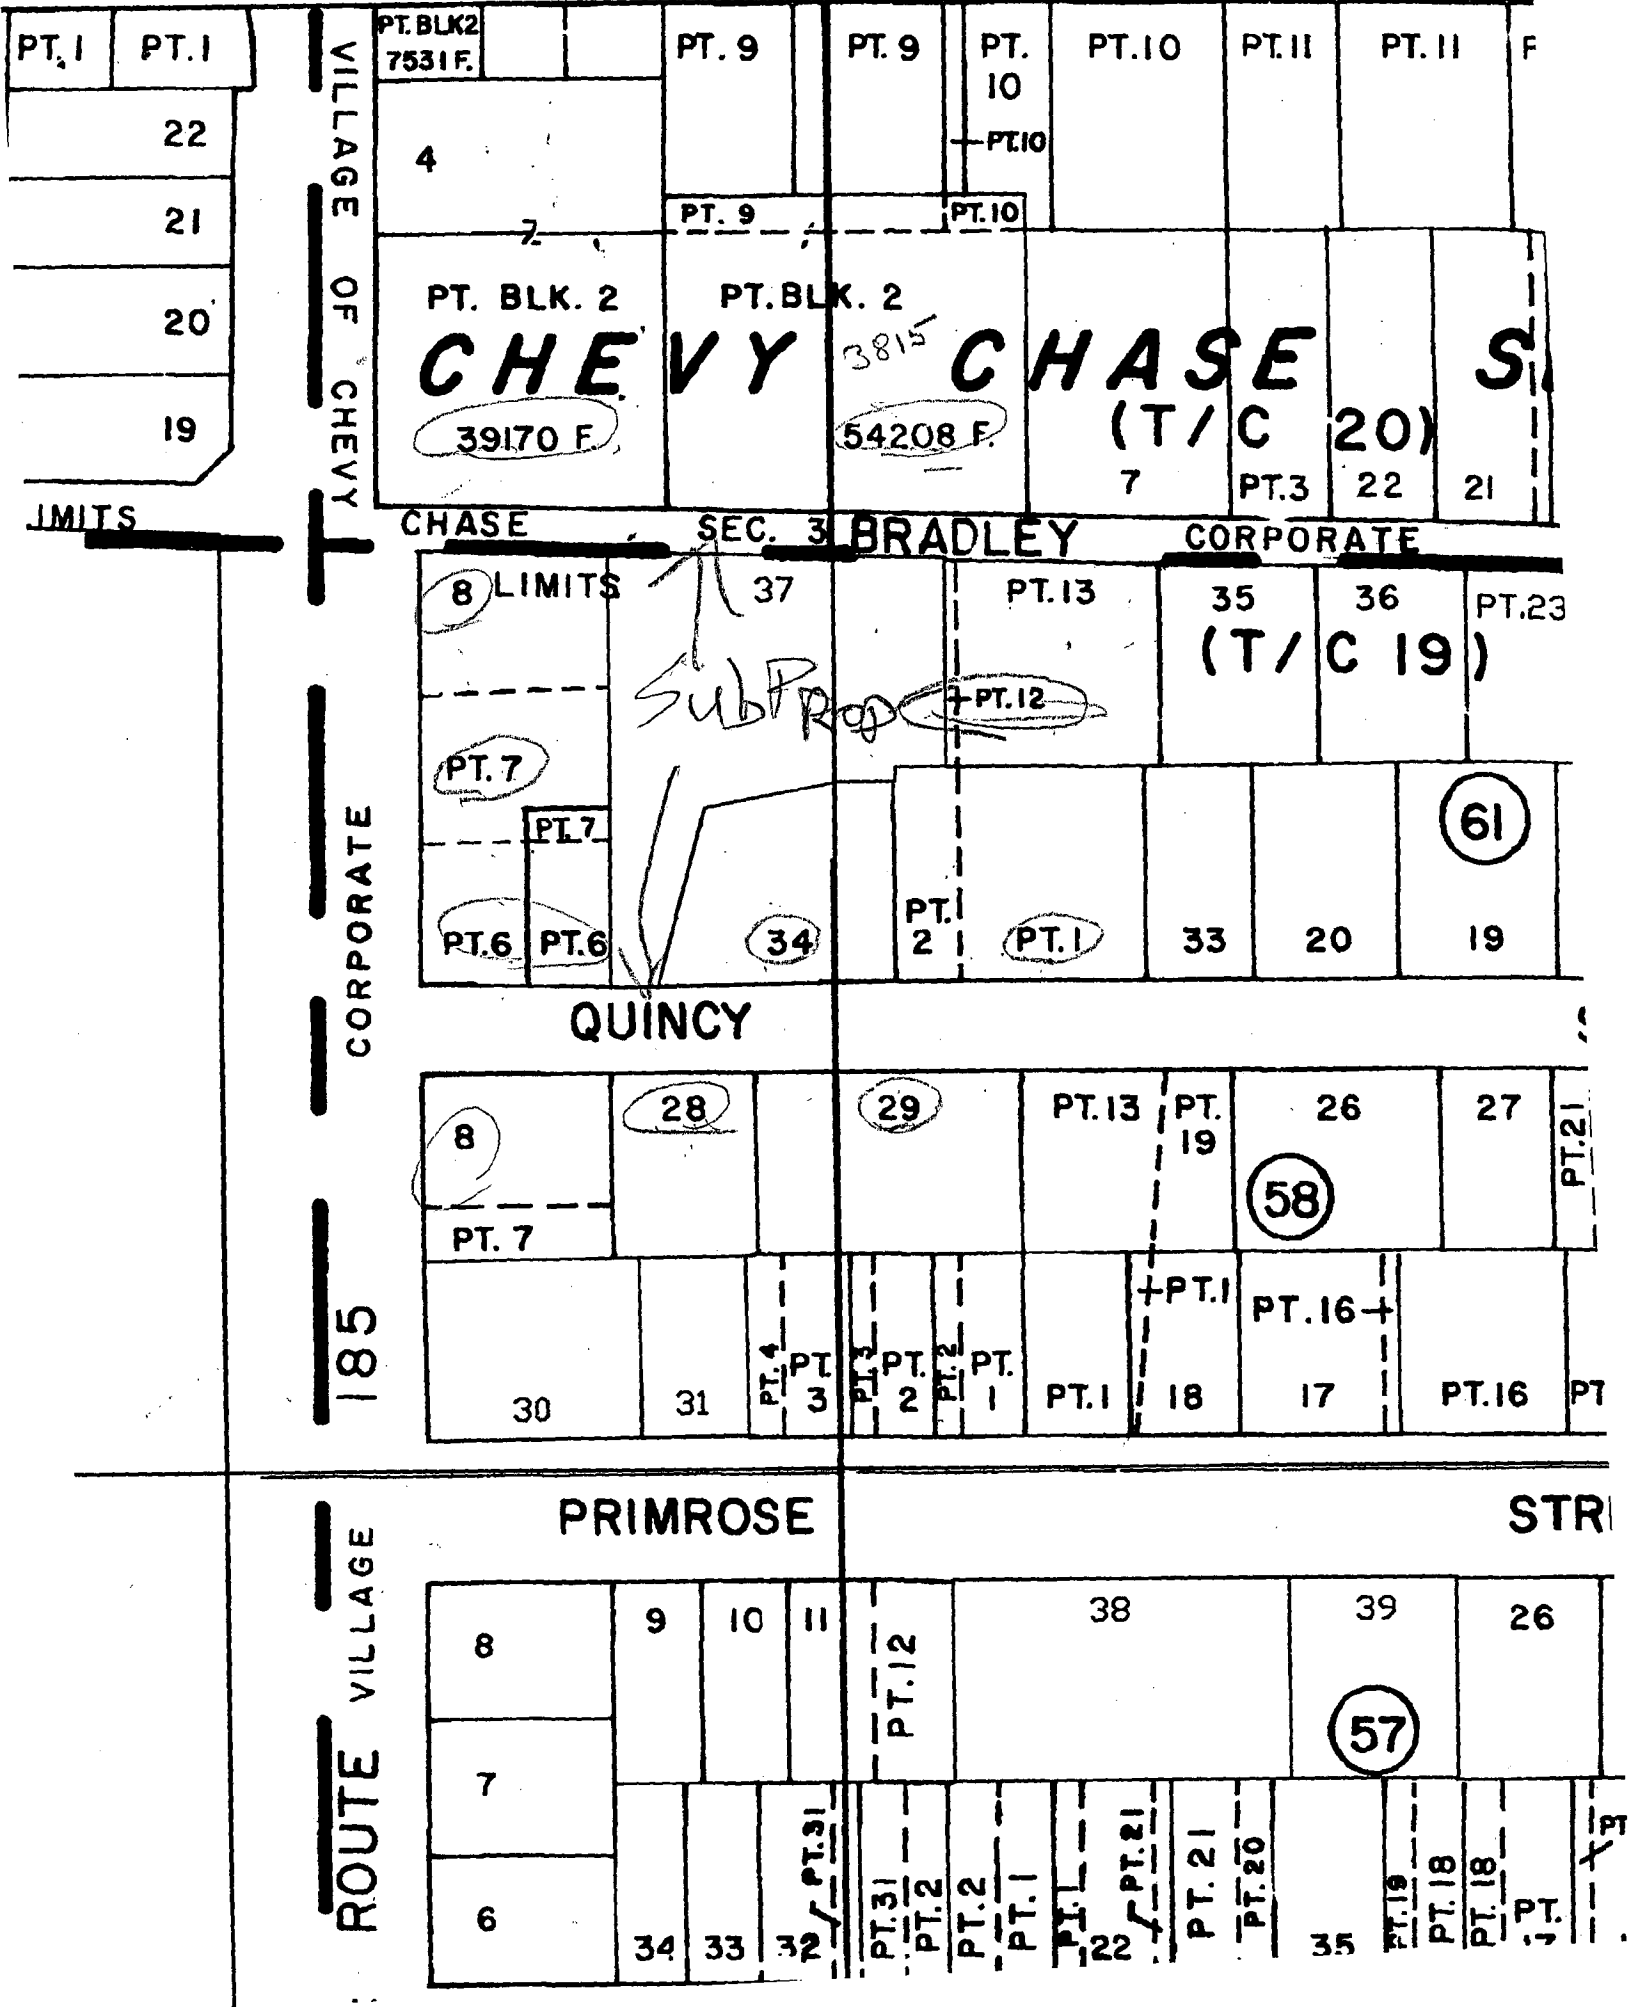 PT. 1 PT. 1
PT. BLK2
7531 F.
PT. 9 PT. 9 PT. 10 PT. 10 PT. 11 PT. 11
PT. 10
22
4
21
PT. 9 PT. 10
20
19
VILLAGE OF CHEVY
PT. BLK. 2 PT. BLK. 2
3815
CHEVY CHASE
39170 F. 54208 F.
(T/C 20)
7 PT. 3 22 21
IMITS
CHASE SEC. 3 BRADLEY CORPORATE
8 LIMITS 37 PT. 13 35 36 PT. 23
(T/C 19)
SubPRop
PT. 12
PT. 7
PT. 7
61
PT. 6 PT. 6 34 PT. 2 PT. 1 33 20 19
CORPORATE
QUINCY
8 28 29 PT. 13 PT. 19 26 27 PT. 21
58
PT. 7
PT. 1 PT. 16
30 31 PT. 4 PT. 3 PT. 3 PT. 2 PT. 2 PT. 1 PT. 1 18 17 PT. 16 PT
185
PRIMROSE STR
VILLAGE
ROUTE
8 9 10 11 PT. 12 38 39 26
57
7
6
34 33 32 PT. 31 PT. 31 PT. 2 PT. 2 PT. 1 PT. 1 22 PT. 21 PT. 21 PT. 20 35 PT. 19 PT. 18 PT. 18 PT. PT